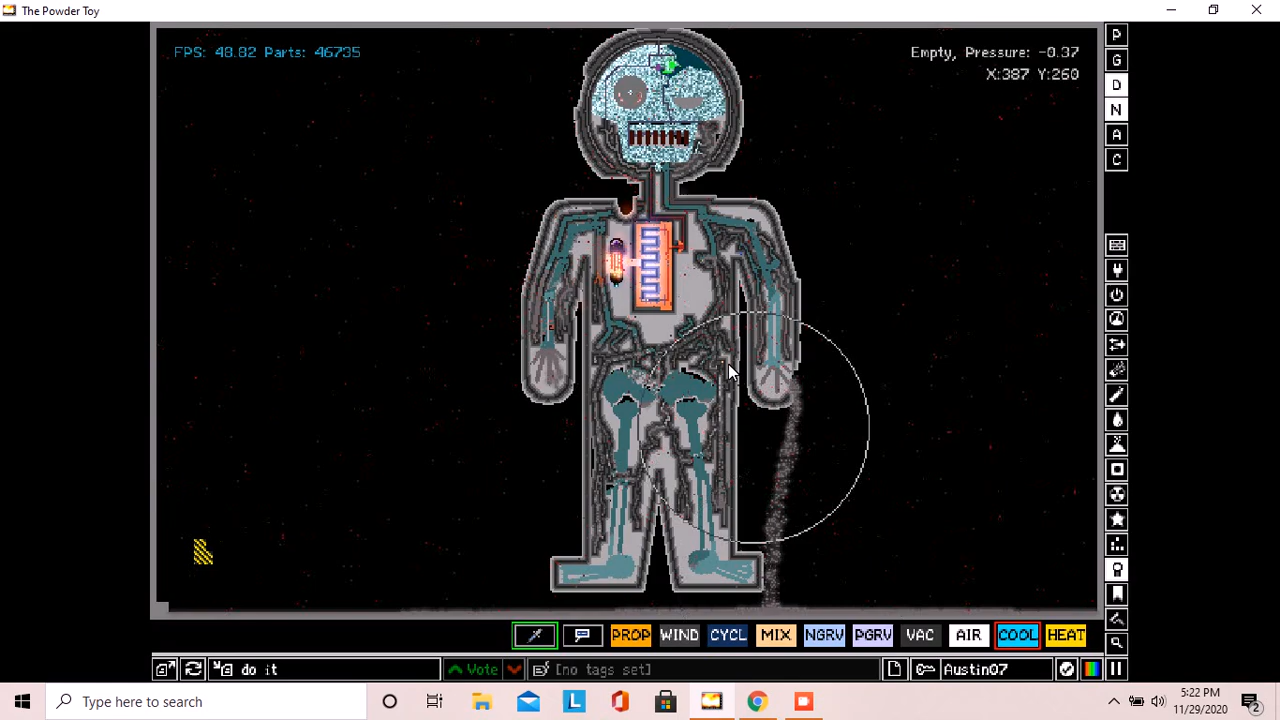 The Powder Toy
FPS: 48.82 Parts: 46735
Empty, Pressure: -0.37
X:387 Y:260
P
G
D
N
A
C
PROP WIND CYCL MIX NGRV PGRV VAC AIR COOL HEAT
do it Vote [no tags set] Austin07
Type here to search
L
5:22 PM
11/29/2020
2